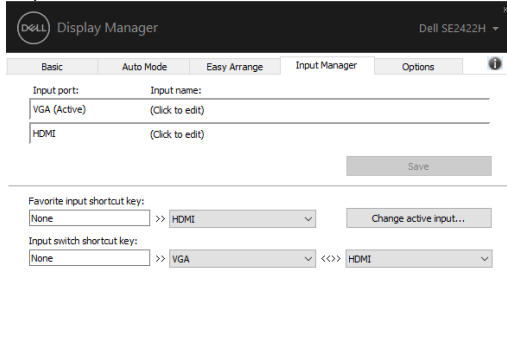 DELL Display Manager Dell SE2422H
Basic Auto Mode Easy Arrange Input Manager Options i
Input port: Input name:
VGA (Active) (Click to edit)
HDMI (Click to edit)
Save
Favorite input shortcut key:
None >> HDMI Change active input...
Input switch shortcut key:
None >> VGA <<>> HDMI